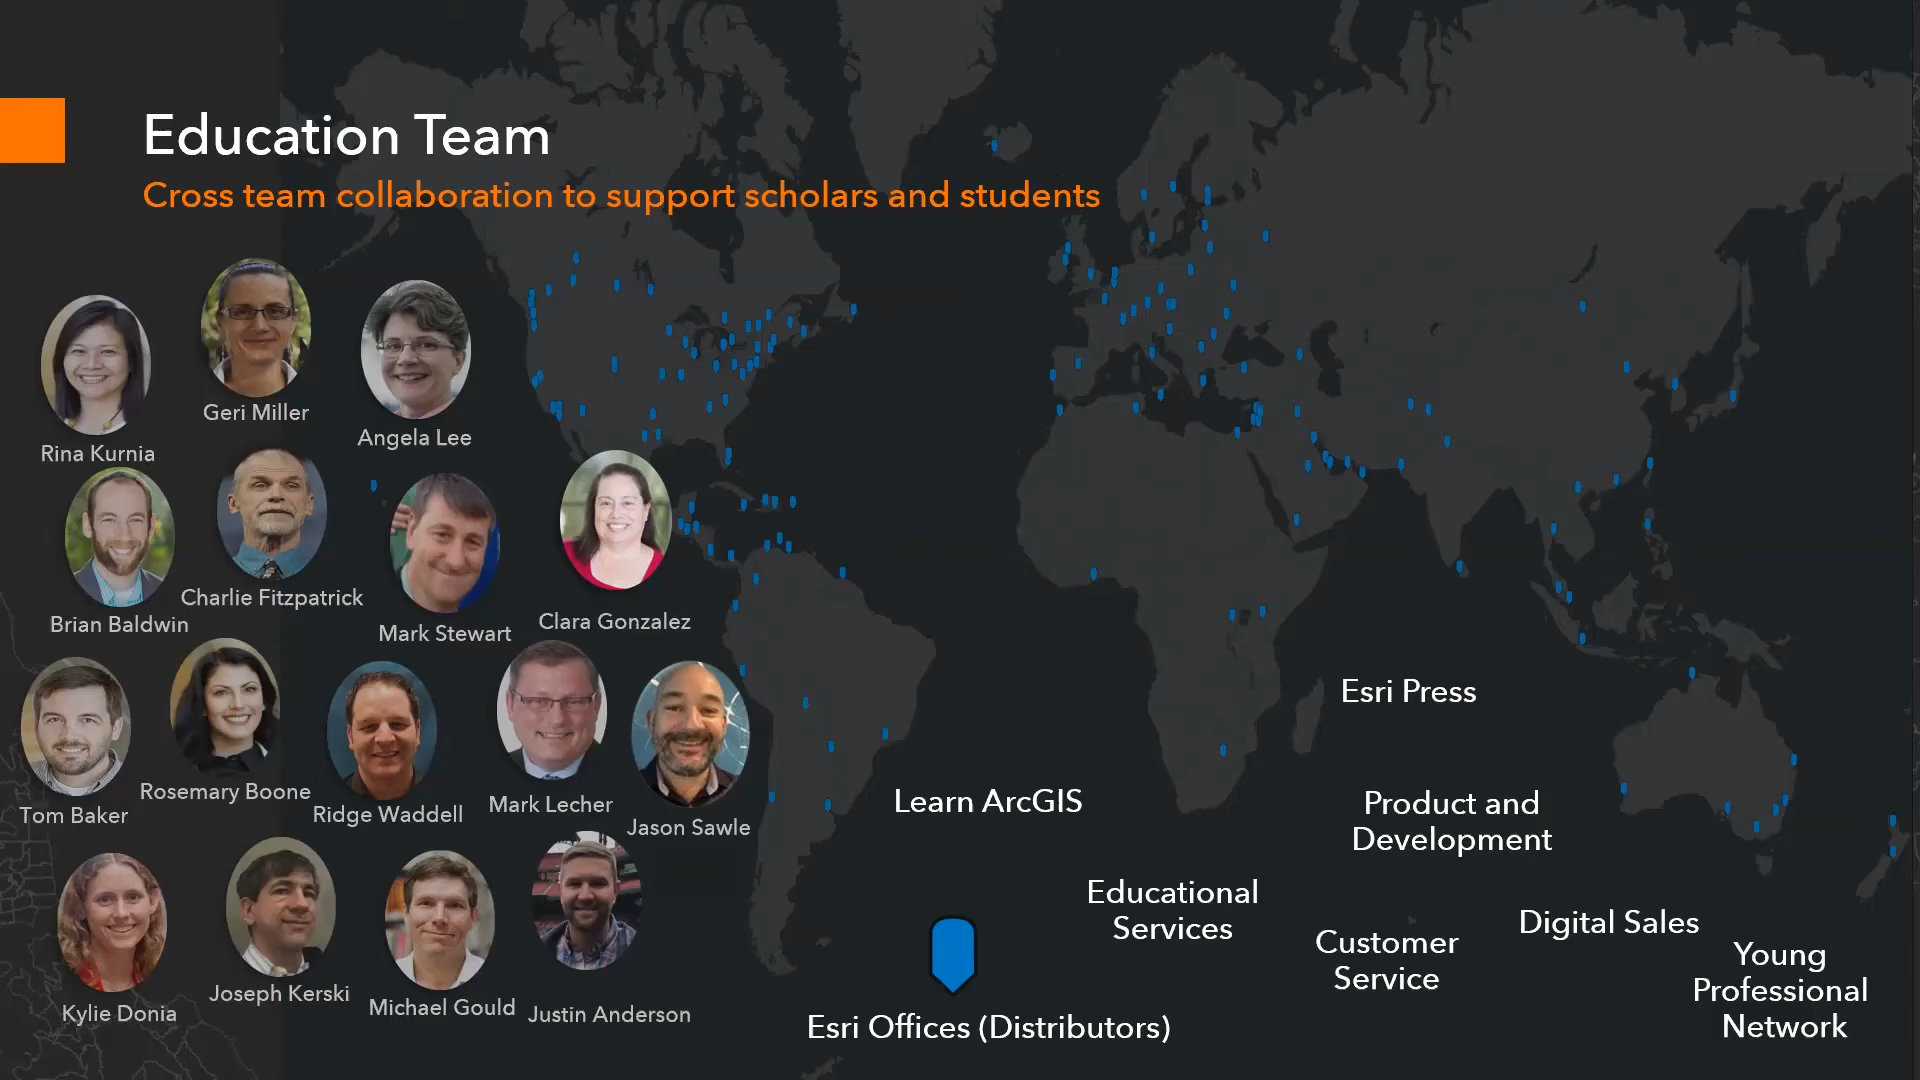 Education Team
Cross team collaboration to support scholars and students
Rina Kurnia
Geri Miller
Angela Lee
Brian Baldwin
Charlie Fitzpatrick
Mark Stewart
Clara Gonzalez
Tom Baker
Rosemary Boone
Ridge Waddell
Mark Lecher
Jason Sawle
Kylie Donia
Joseph Kerski
Michael Gould
Justin Anderson
Esri Press
Learn ArcGIS
Product and
Development
Educational
Services
Customer
Service
Digital Sales
Young
Professional
Network
Esri Offices (Distributors)